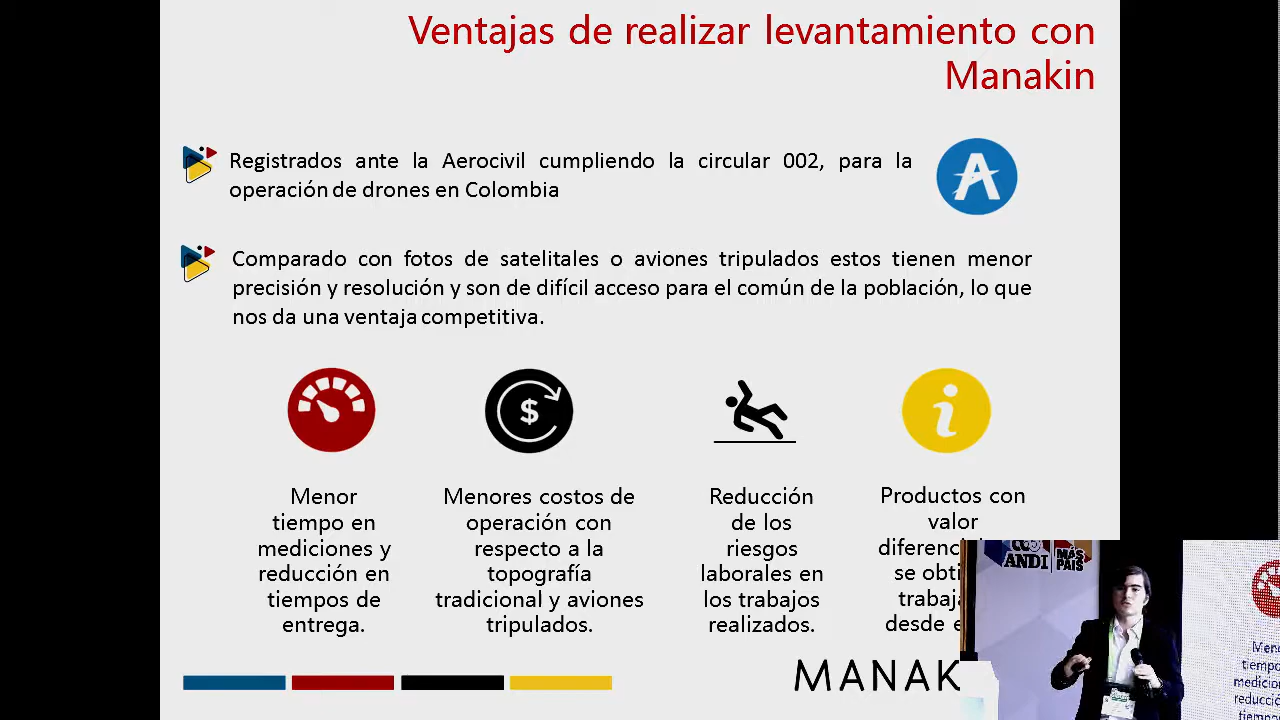 Ventajas de realizar levantamiento con
Manakin
Registrados ante la Aerocivil cumpliendo la circular 002, para la
operación de drones en Colombia
A
Comparado con fotos de satelitales o aviones tripulados estos tienen menor
precisión y resolución y son de difícil acceso para el común de la población, lo que
nos da una ventaja competitiva.
$
i
Menor
tiempo en
mediciones y
reducción en
tiempos de
entrega.
Menores costos de
operación con
respecto a la
topografía
tradicional y aviones
tripulados.
Reducción
de los
riesgos
laborales en
los trabajos
realizados.
Productos con
valor
se
desde
MANAK
ANDI
MÁS
PAÍS